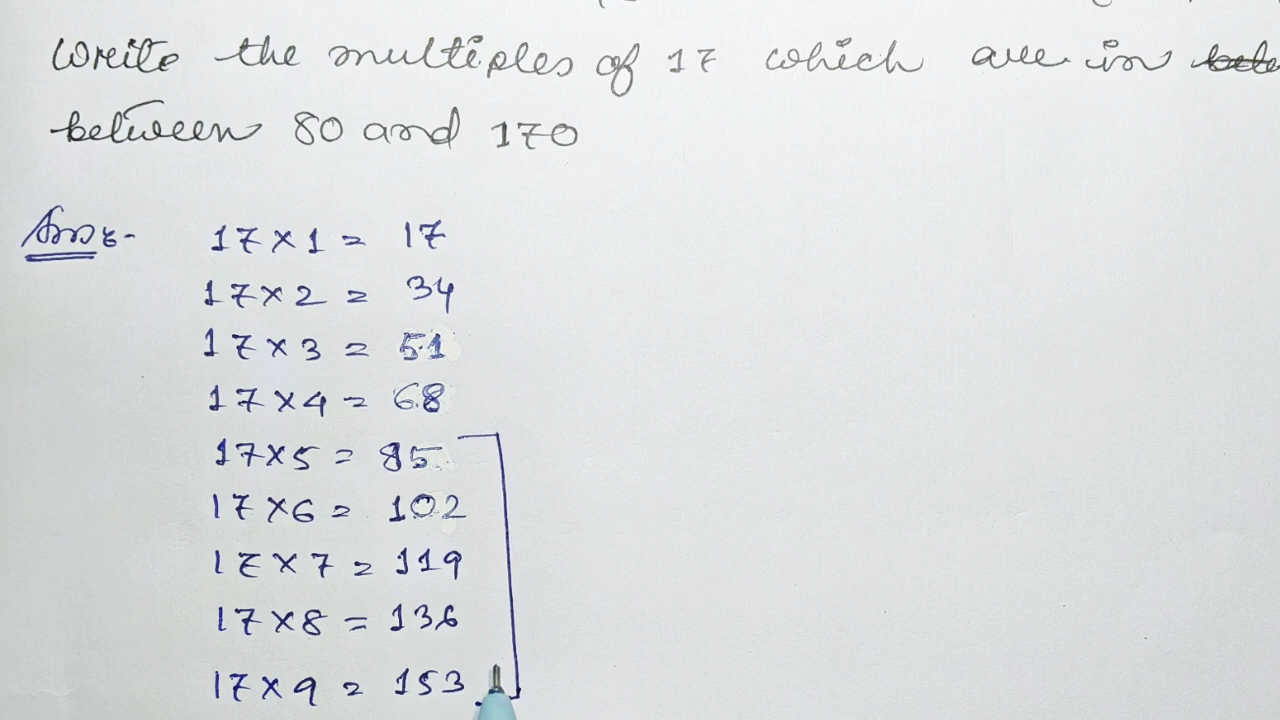 Write the multiples of 17 which are in
between 80 and 170
Ans:-
17 × 1 = 17
17 × 2 = 34
17 × 3 = 51
17 × 4 = 68
17 × 5 = 85
17 × 6 = 102
17 × 7 = 119
17 × 8 = 136
17 × 9 = 153